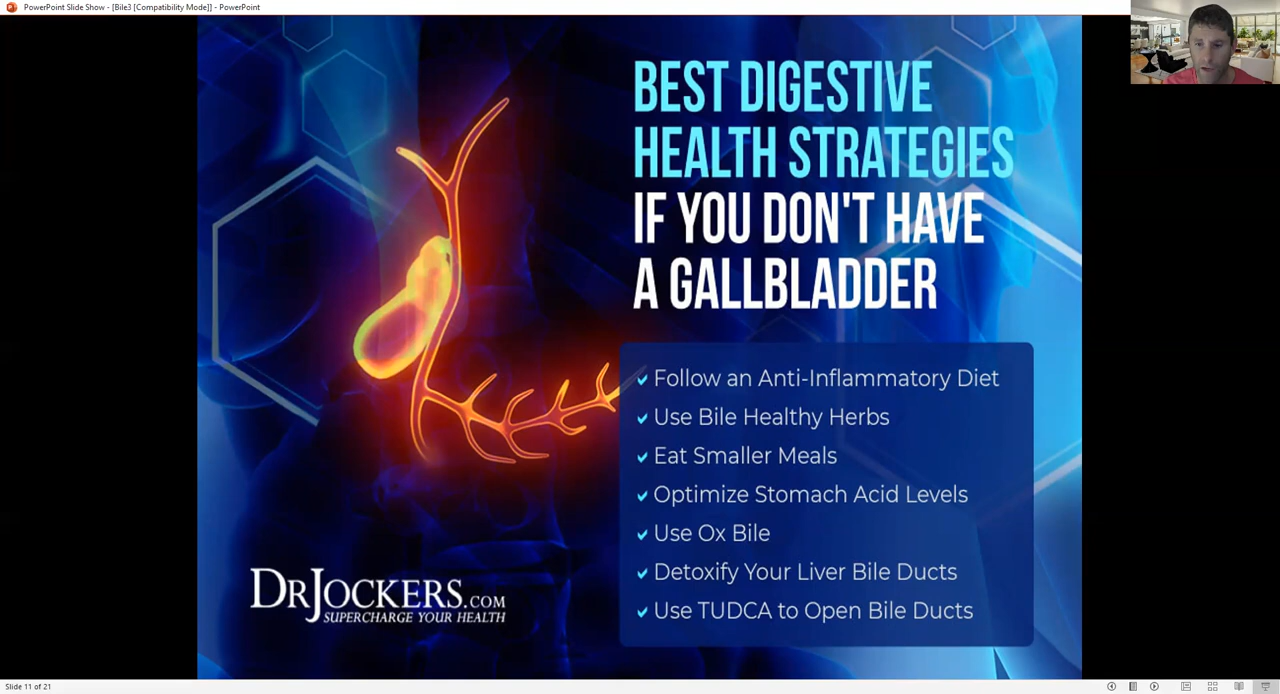 PowerPoint Slide Show - [Bile3 [Compatibility Mode]] - PowerPoint
BEST DIGESTIVE
HEALTH STRATEGIES
IF YOU DON'T HAVE
A GALLBLADDER
Follow an Anti-Inflammatory Diet
Use Bile Healthy Herbs
Eat Smaller Meals
Optimize Stomach Acid Levels
Use Ox Bile
Detoxify Your Liver Bile Ducts
Use TUDCA to Open Bile Ducts
DRJOCKERS.COM
SUPERCHARGE YOUR HEALTH
Slide 11 of 21